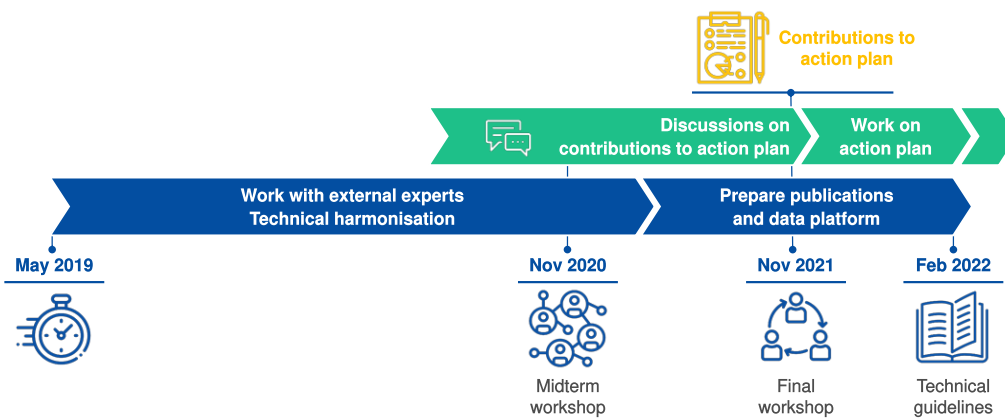 Contributions to
action plan
Discussions on
contributions to action plan
Work on
action plan
Work with external experts
Technical harmonisation
Prepare publications
and data platform
May 2019
Nov 2020
Nov 2021
Feb 2022
Midterm
workshop
Final
workshop
Technical
guidelines